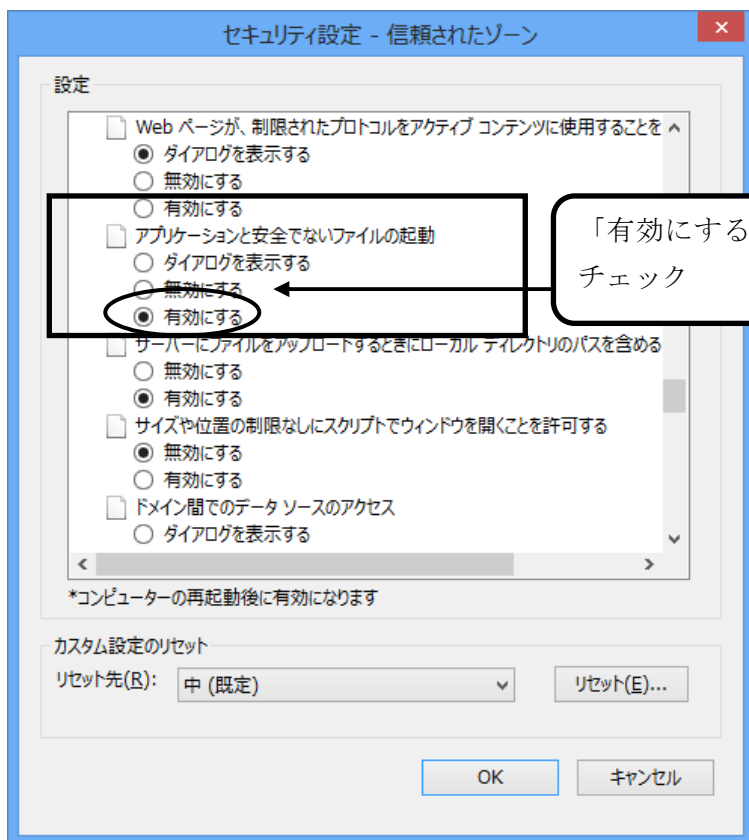 セキュリティ設定 - 信頼されたゾーン
設定
Web ページが、制限されたプロトコルをアクティブ コンテンツに使用することを
ダイアログを表示する
無効にする
有効にする
アプリケーションと安全でないファイルの起動
ダイアログを表示する
無効にする
有効にする
「有効にする
チェック
サーバーにファイルをアップロードするときにローカル ディレクトリのパスを含める
無効にする
有効にする
サイズや位置の制限なしにスクリプトでウィンドウを開くことを許可する
無効にする
有効にする
ドメイン間でのデータ ソースのアクセス
ダイアログを表示する
*コンピューターの再起動後に有効になります
カスタム設定のリセット
リセット先(R): 中 (既定) リセット(E)...
OK キャンセル